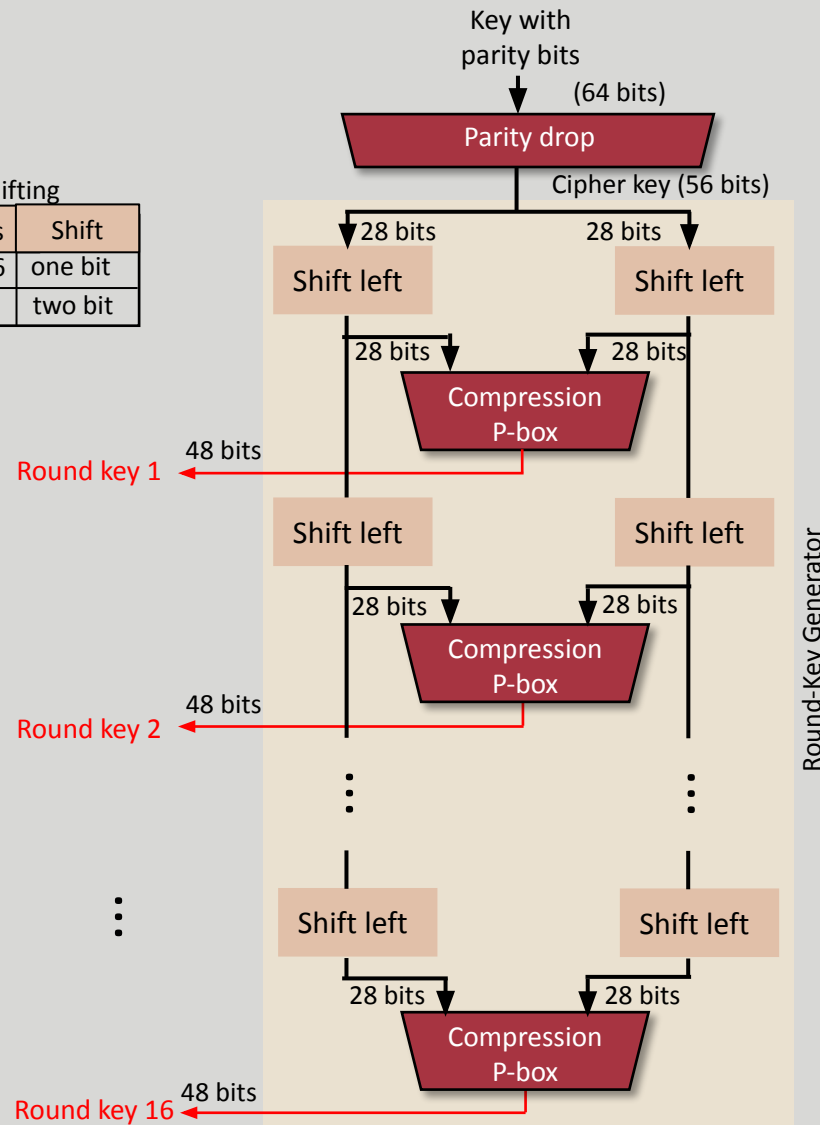 Key with
parity bits
(64 bits)
Parity drop
Cipher key (56 bits)
ifting
s Shift
6 one bit
two bit
28 bits 28 bits
Shift left Shift left
28 bits 28 bits
Compression
P-box
48 bits
Round key 1
Shift left Shift left
28 bits 28 bits
Compression
P-box
48 bits
Round key 2
Round-Key Generator
Shift left Shift left
28 bits 28 bits
Compression
P-box
48 bits
Round key 16